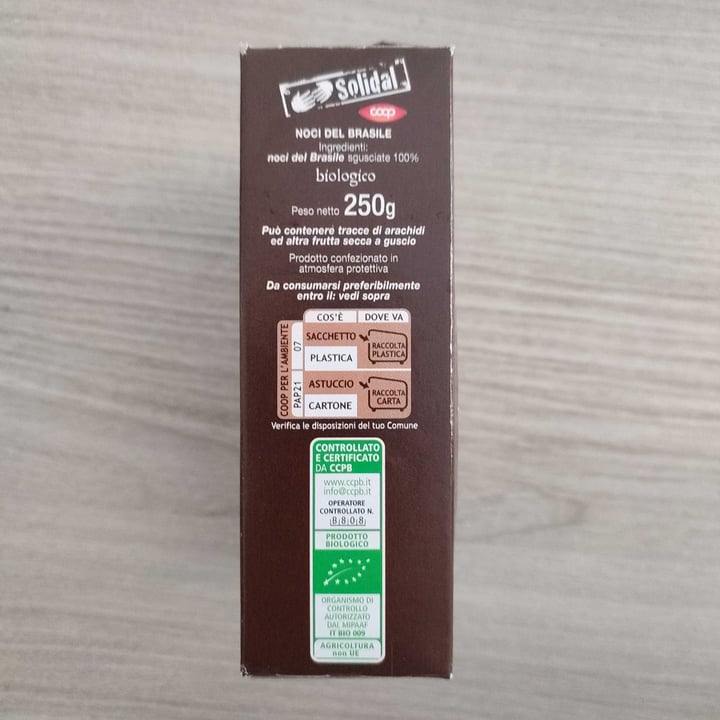 Solidal
coop
NOCI DEL BRASILE
Ingredienti:
noci del Brasile sgusciate 100%
biologico
Peso netto 250g
Può contenere tracce di arachidi
ed altra frutta secca a guscio
Prodotto confezionato in
atmosfera protettiva
Da consumarsi preferibilmente
entro il: vedi sopra
COS'È DOVE VA
COOP PER L'AMBIENTE
07
SACCHETTO
PLASTICA
RACCOLTA
PLASTICA
PAP21
ASTUCCIO
CARTONE
RACCOLTA
CARTA
Verifica le disposizioni del tuo Comune
CONTROLLATO
E CERTIFICATO
DA CCPB
www.ccpb.it
info@ccpb.it
OPERATORE
CONTROLLATO N.
B808
PRODOTTO
BIOLOGICO
ORGANISMO DI
CONTROLLO
AUTORIZZATO
DAL MIPAAF
IT BIO 009
AGRICOLTURA
non UE